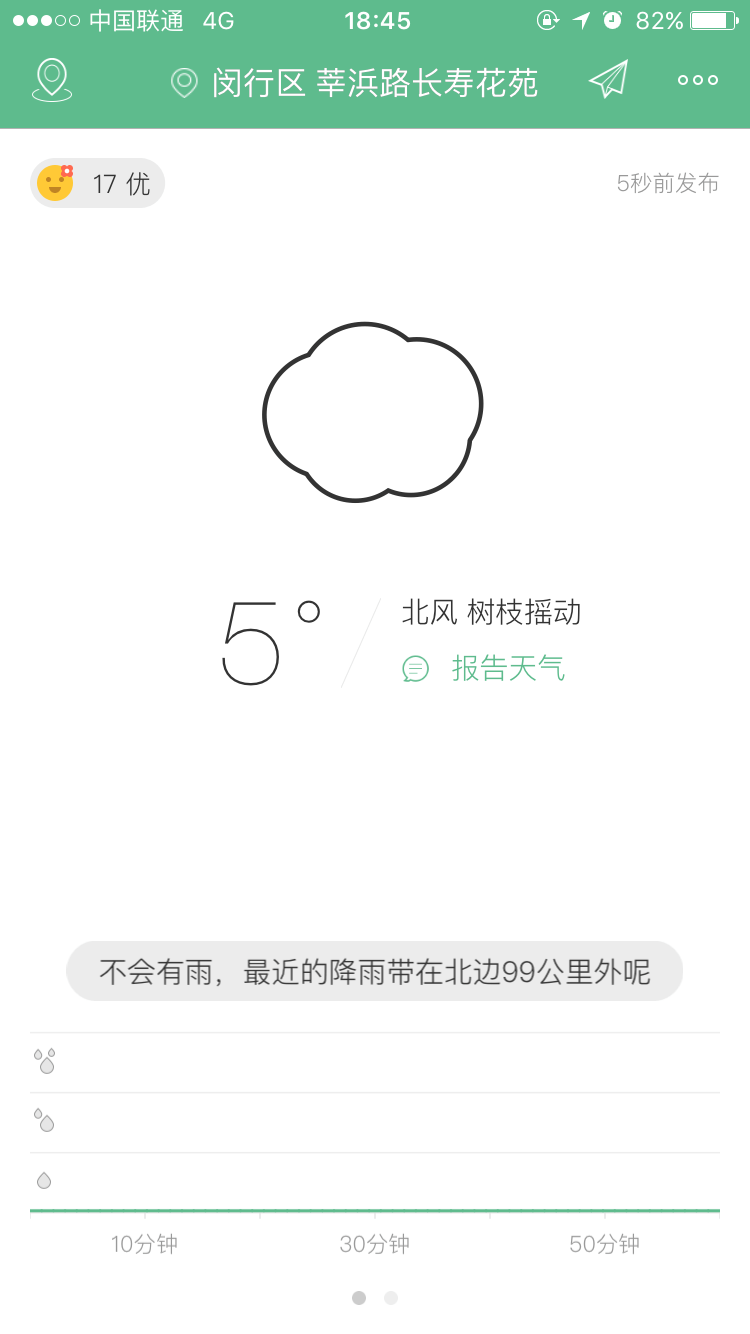 中国联通 4G 18:45 82%
闵行区 莘浜路长寿花苑
17 优 5秒前发布
5°
北风 树枝摇动
报告天气
不会有雨，最近的降雨带在北边99公里外呢
10分钟 30分钟 50分钟